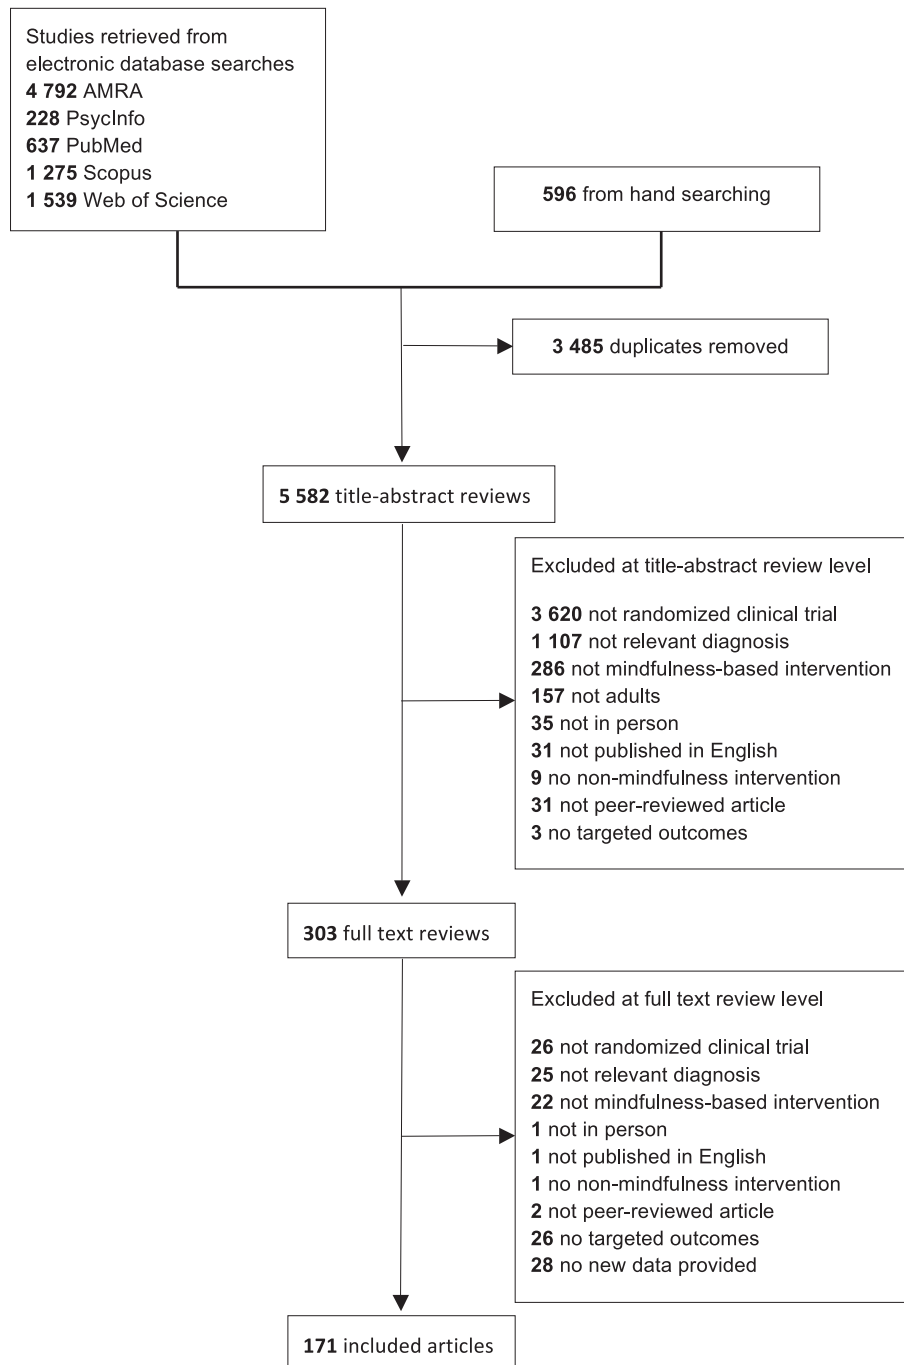 Studies retrieved from
electronic database searches
4 792 AMRA
228 PsycInfo
637 PubMed
1 275 Scopus
1 539 Web of Science
596 from hand searching
3 485 duplicates removed
5 582 title-abstract reviews
Excluded at title-abstract review level
3 620 not randomized clinical trial
1 107 not relevant diagnosis
286 not mindfulness-based intervention
157 not adults
35 not in person
31 not published in English
9 no non-mindfulness intervention
31 not peer-reviewed article
3 no targeted outcomes
303 full text reviews
Excluded at full text review level
26 not randomized clinical trial
25 not relevant diagnosis
22 not mindfulness-based intervention
1 not in person
1 not published in English
1 no non-mindfulness intervention
2 not peer-reviewed article
26 no targeted outcomes
28 no new data provided
171 included articles